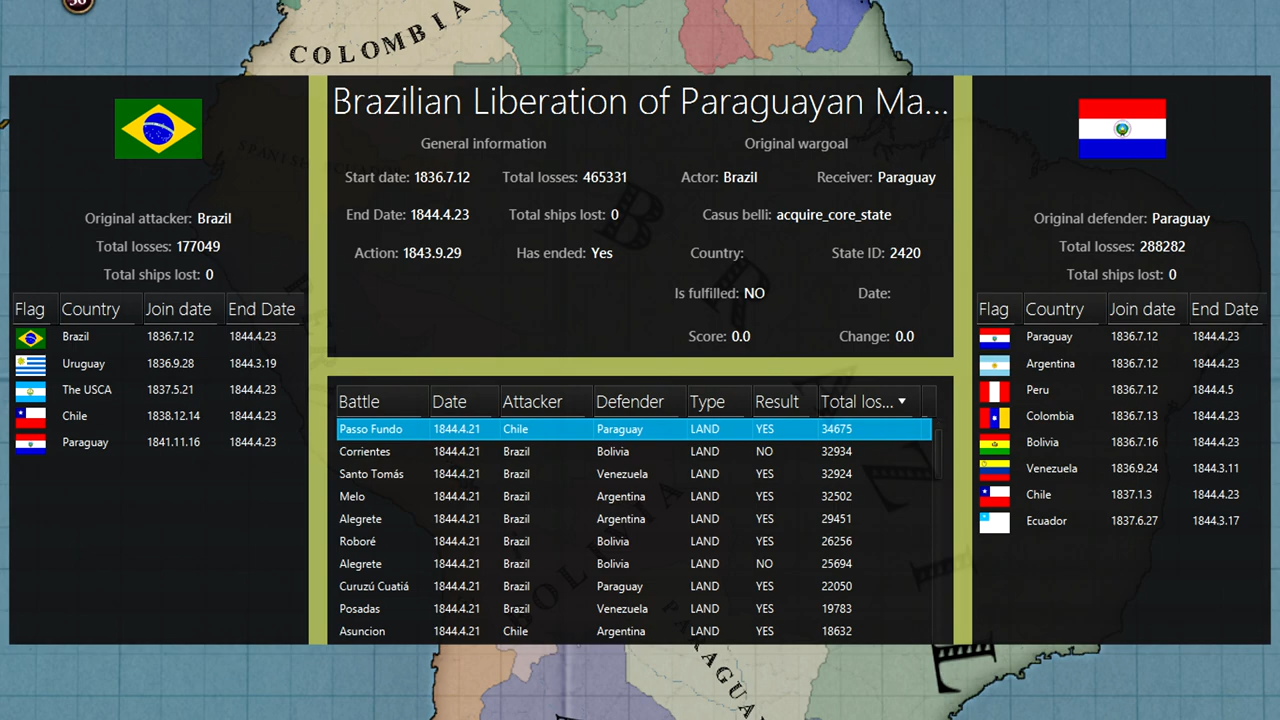 36
COLOMBIA
Brazilian Liberation of Paraguayan Ma...
General information
Original wargoal
Start date: 1836.7.12
Total losses: 465331
Actor: Brazil
Receiver: Paraguay
End Date: 1844.4.23
Total ships lost: 0
Casus belli: acquire_core_state
Action: 1843.9.29
Has ended: Yes
Country:
State ID: 2420
Is fulfilled: NO
Date:
Score: 0.0
Change: 0.0
Original attacker: Brazil
Total losses: 177049
Total ships lost: 0
Flag Country Join date End Date
Brazil 1836.7.12 1844.4.23
Uruguay 1836.9.28 1844.3.19
The USCA 1837.5.21 1844.4.23
Chile 1838.12.14 1844.4.23
Paraguay 1841.11.16 1844.4.23
Battle Date Attacker Defender Type Result Total los...
Passo Fundo 1844.4.21 Chile Paraguay LAND YES 34675
Corrientes 1844.4.21 Brazil Bolivia LAND NO 32934
Santo Tomás 1844.4.21 Brazil Venezuela LAND YES 32924
Melo 1844.4.21 Brazil Argentina LAND YES 32502
Alegrete 1844.4.21 Brazil Argentina LAND YES 29451
Roboré 1844.4.21 Brazil Bolivia LAND YES 26256
Alegrete 1844.4.21 Brazil Bolivia LAND NO 25694
Curuzú Cuatiá 1844.4.21 Brazil Paraguay LAND YES 22050
Posadas 1844.4.21 Brazil Venezuela LAND YES 19783
Asuncion 1844.4.21 Chile Argentina LAND YES 18632
Original defender: Paraguay
Total losses: 288282
Total ships lost: 0
Flag Country Join date End Date
Paraguay 1836.7.12 1844.4.23
Argentina 1836.7.12 1844.4.23
Peru 1836.7.12 1844.4.5
Colombia 1836.7.13 1844.4.23
Bolivia 1836.7.16 1844.4.23
Venezuela 1836.9.24 1844.3.11
Chile 1837.1.3 1844.4.23
Ecuador 1837.6.27 1844.3.17
BOLIVIA
PARAGUA